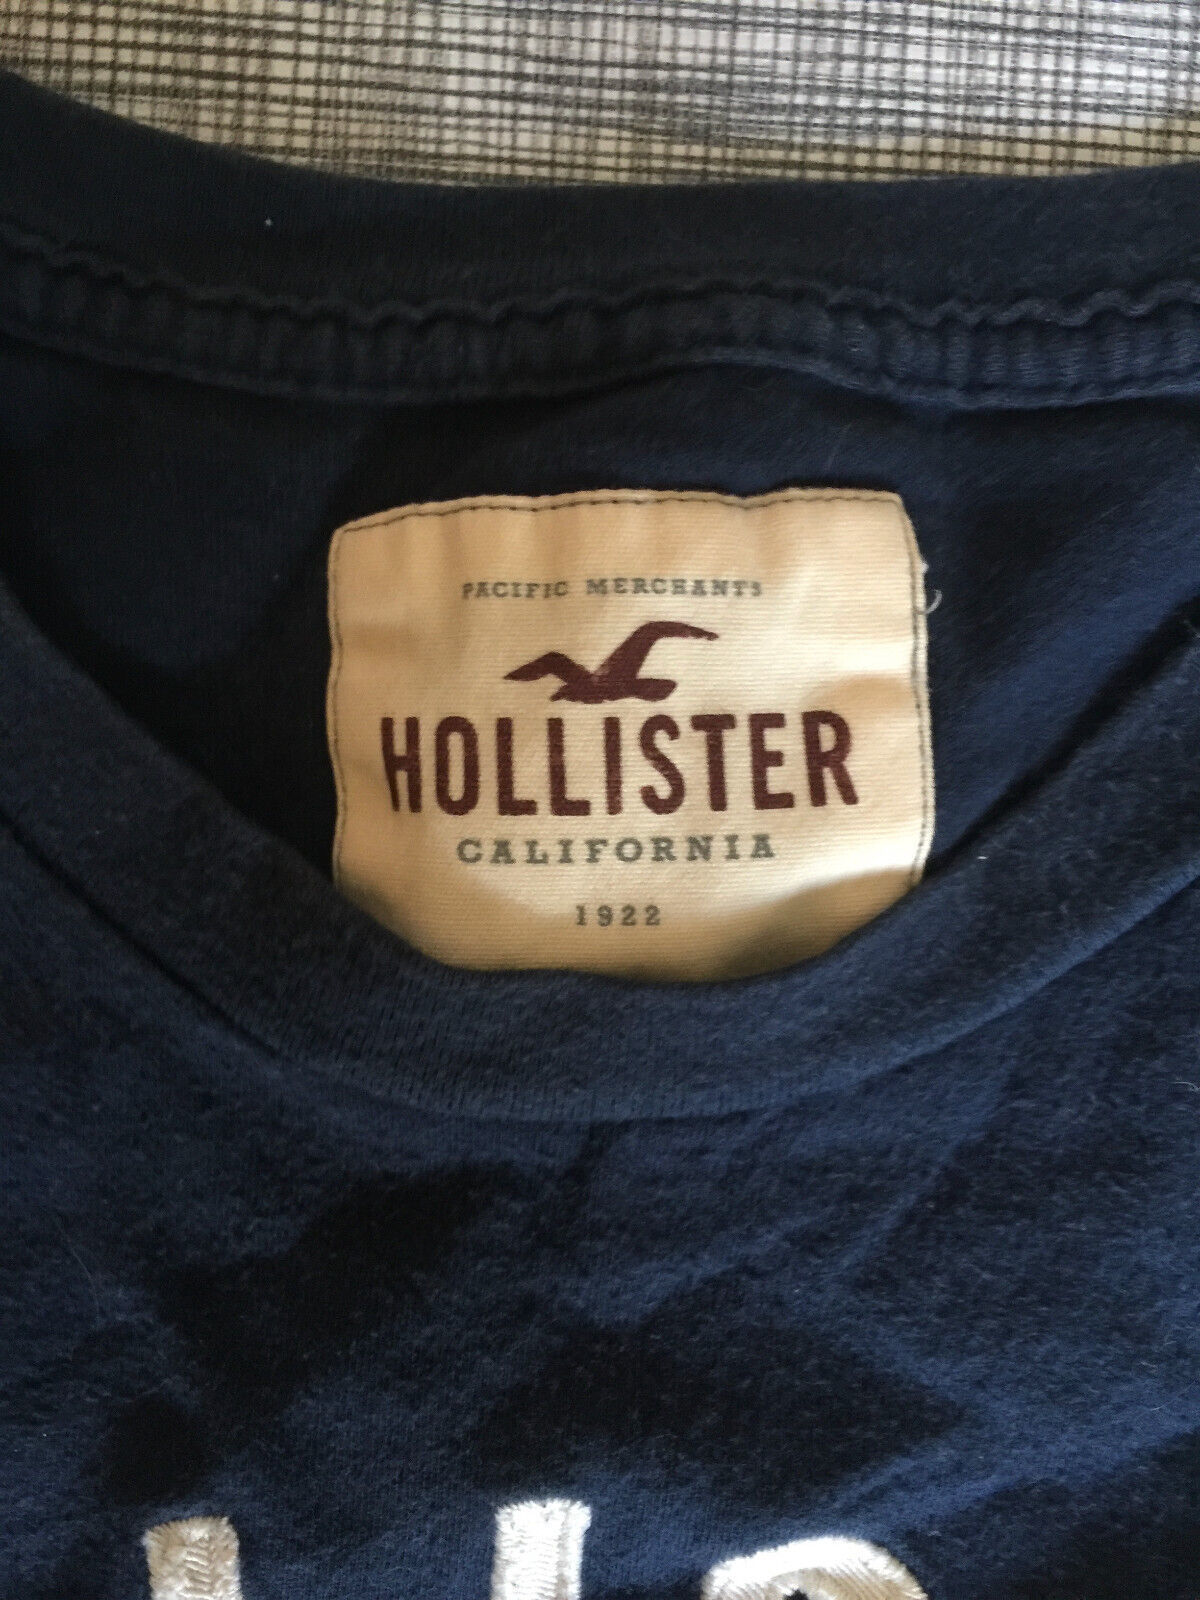 PACIFIC MERCHANTS
HOLLISTER
CALIFORNIA
1922